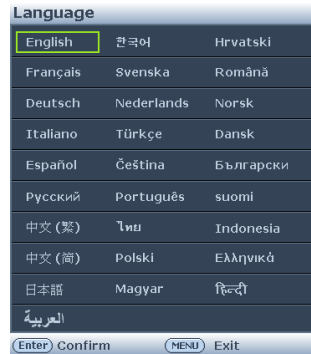 Language
English 한국어 Hrvatski
Français Svenska Română
Deutsch Nederlands Norsk
Italiano Türkçe Dansk
Español Čeština Български
Русский Português suomi
中文 (繁) ไทย Indonesia
中文 (简) Polski Ελληνικά
日本語 Magyar हिन्दी
العربية
Enter Confirm MENU Exit